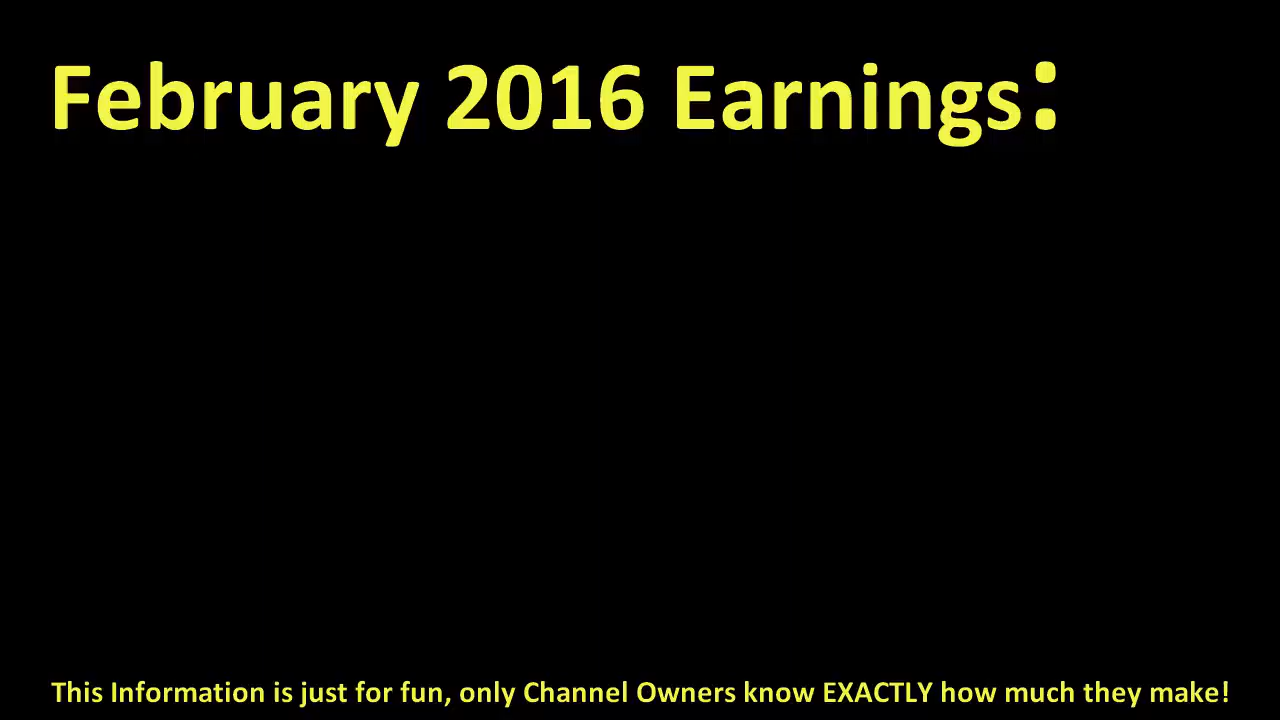 February 2016 Earnings:
This Information is just for fun, only Channel Owners know EXACTLY how much they make!